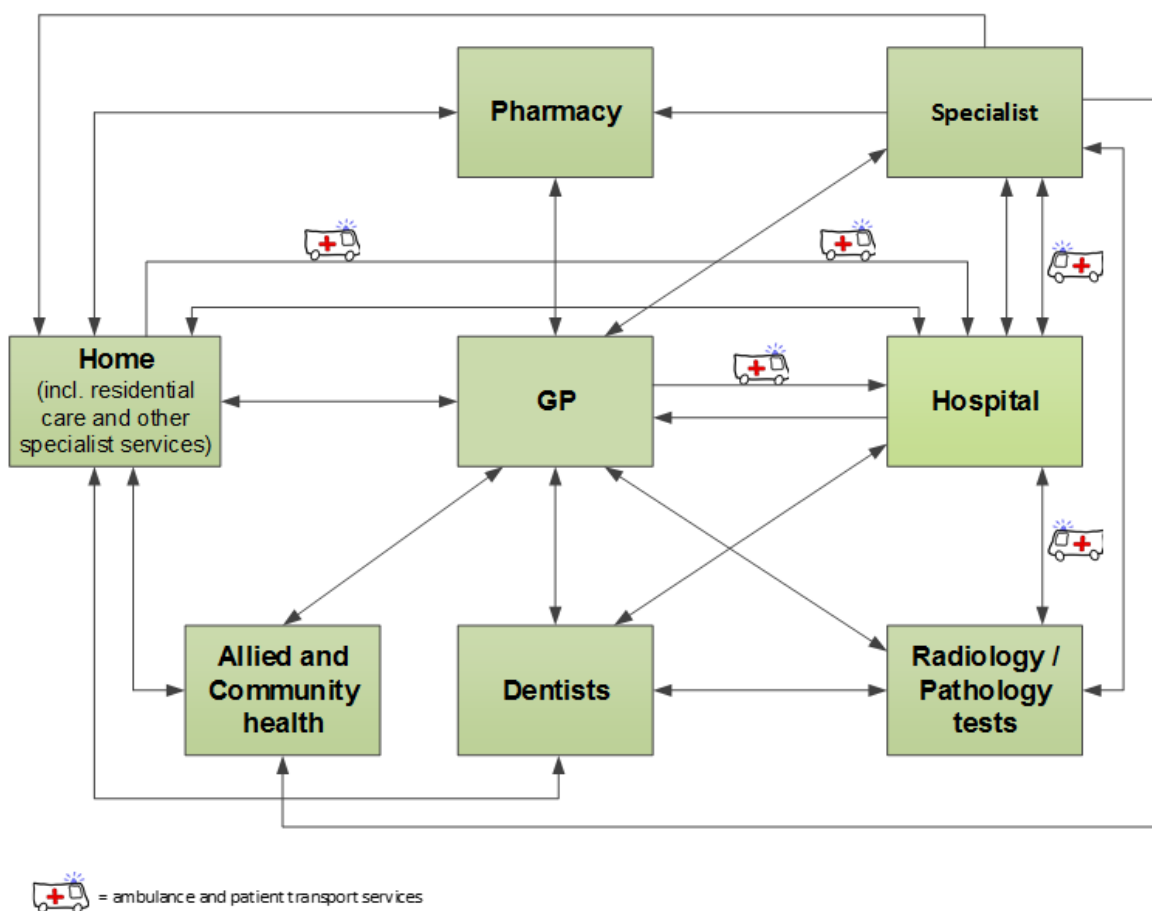 Pharmacy
Specialist
Home
(incl. residential
care and other
specialist services)
GP
Hospital
Allied and
Community
health
Dentists
Radiology /
Pathology
tests
= ambulance and patient transport services